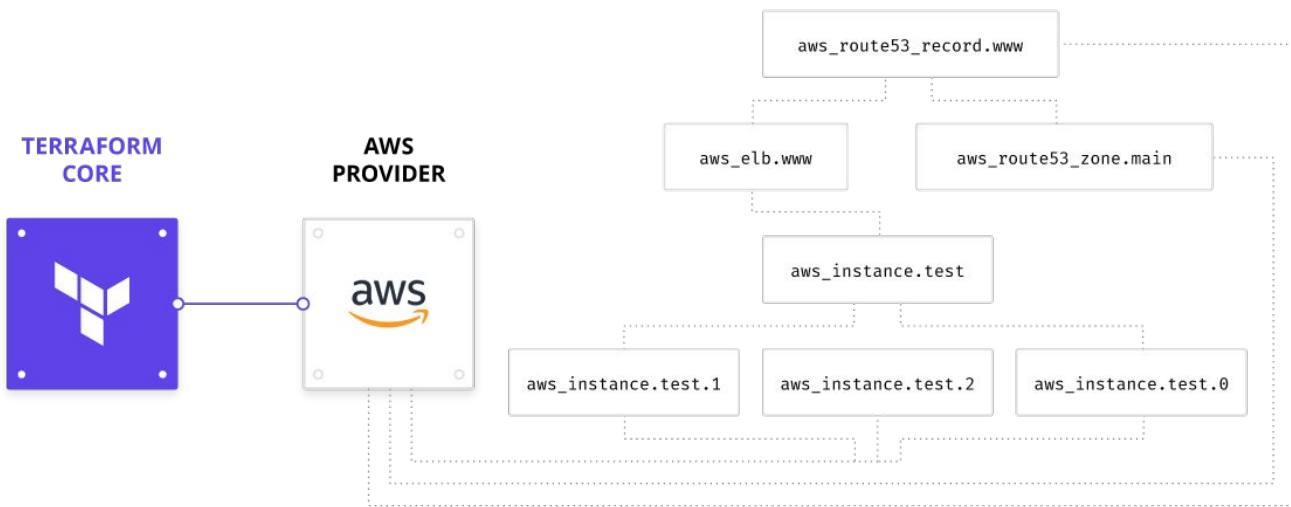 aws_route53_record.www
TERRAFORM
CORE
AWS
PROVIDER
aws_elb.www
aws_route53_zone.main
aws
aws_instance.test
aws_instance.test.1
aws_instance.test.2
aws_instance.test.0